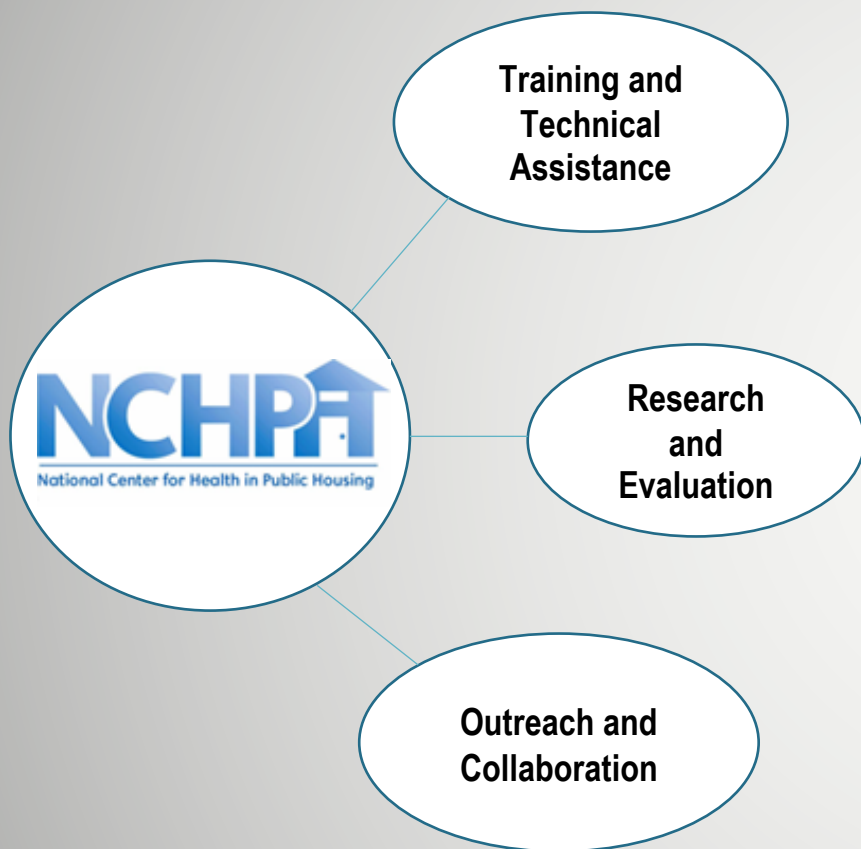 Training and
Technical
Assistance
NCHPH
National Center for Health in Public Housing
Research
and
Evaluation
Outreach and
Collaboration